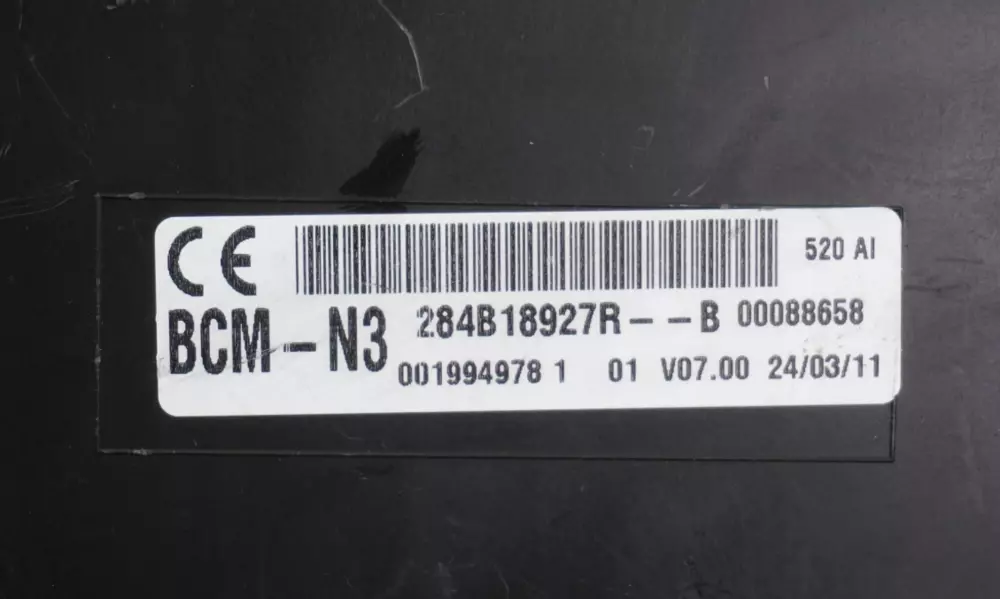 CE 520 AI
BCM-N3 284B18927R--B 00088658
001994978 1 01 V07.00 24/03/11